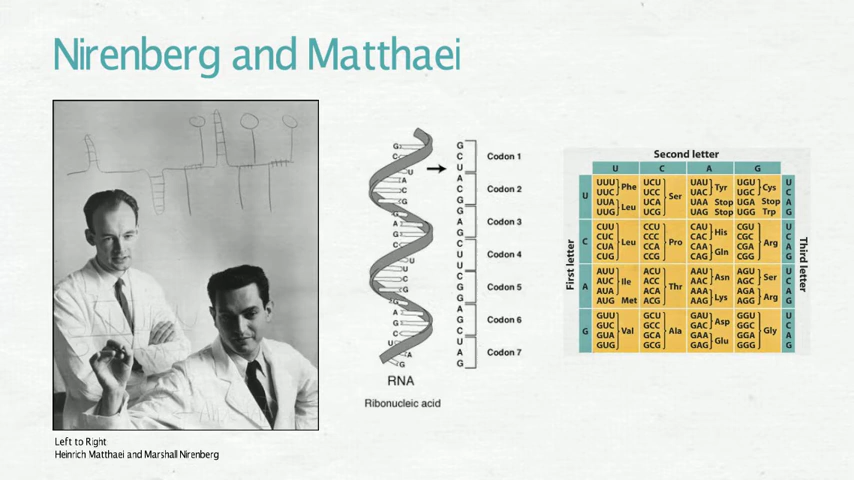 Nirenberg and Matthaei
Left to Right
Heinrich Matthaei and Marshall Nirenberg
G
C
U
A
C
G
G
A
G
C
U
U
C
G
G
A
G
C
U
A
G
Codon 1
Codon 2
Codon 3
Codon 4
Codon 5
Codon 6
Codon 7
RNA
Ribonucleic acid
Second letter
U C A G
First letter
Third letter
U
UUU UUC Phe
UUA UUG Leu
UCU UCC UCA UCG Ser
UAU UAC Tyr
UAA Stop
UAG Stop
UGU UGC Cys
UGA Stop
UGG Trp
U C A G
C
CUU CUC CUA CUG Leu
CCU CCC CCA CCG Pro
CAU CAC His
CAA CAG Gln
CGU CGC CGA CGG Arg
U C A G
A
AUU AUC AUA Ile
AUG Met
ACU ACC ACA ACG Thr
AAU AAC Asn
AAA AAG Lys
AGU AGC Ser
AGA AGG Arg
U C A G
G
GUU GUC GUA GUG Val
GCU GCC GCA GCG Ala
GAU GAC Asp
GAA GAG Glu
GGU GGC GGA GGG Gly
U C A G